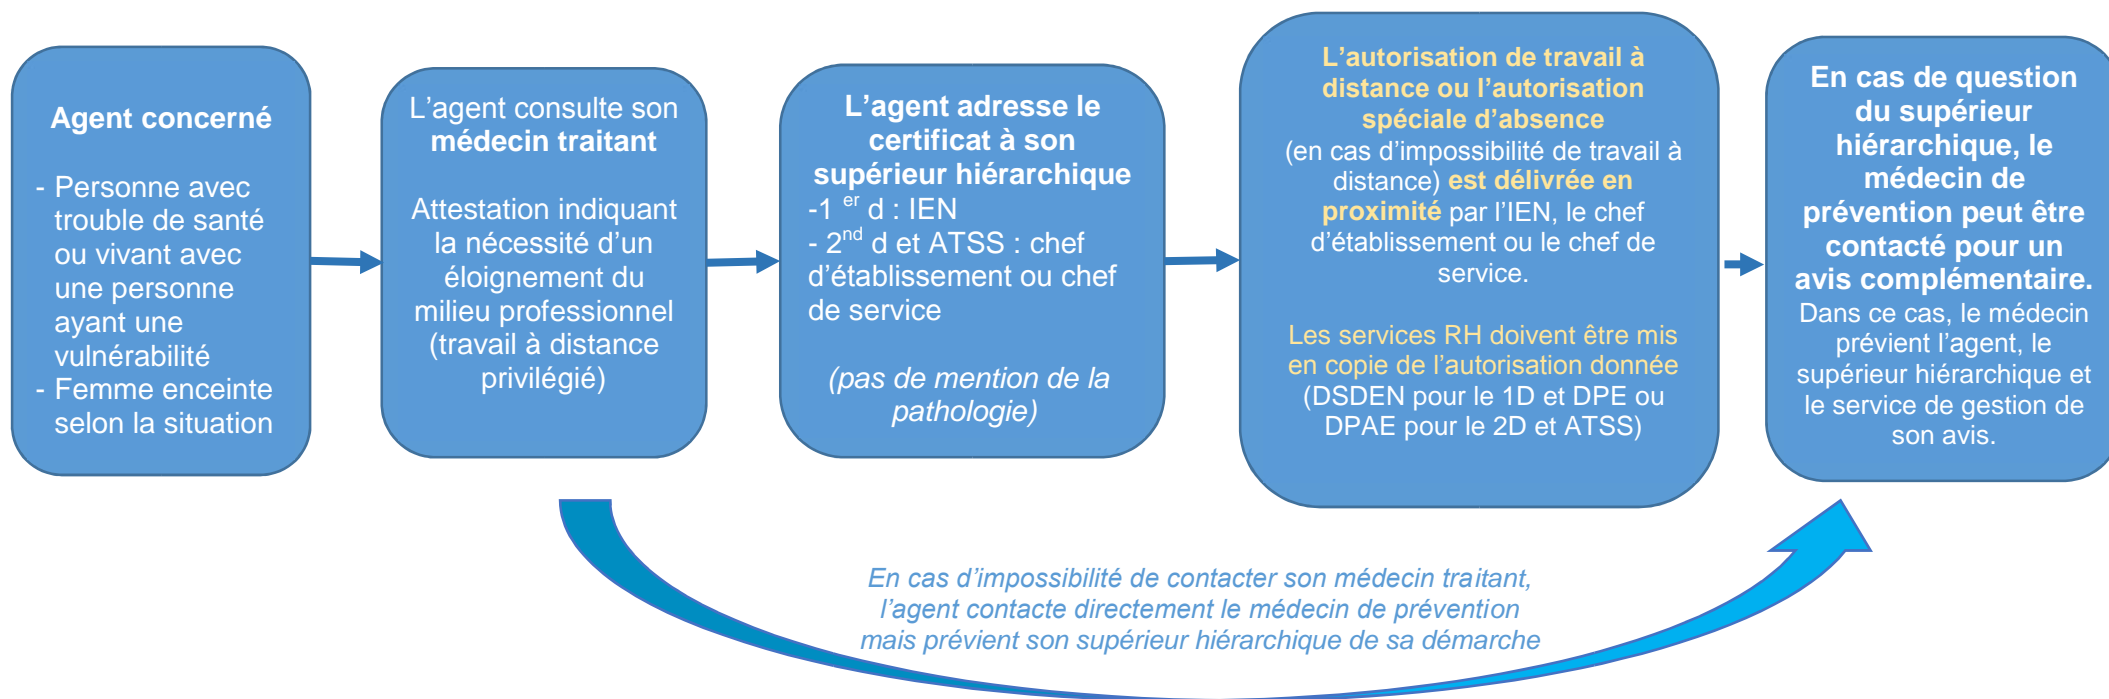 Agent concerné
- Personne avec
trouble de santé
ou vivant avec
une personne
ayant une
vulnérabilité
- Femme enceinte
selon la situation
L’agent consulte son
médecin traitant
Attestation indiquant
la nécessité d’un
éloignement du
milieu professionnel
(travail à distance
privilégié)
L’agent adresse le
certificat à son
supérieur hiérarchique
-1 er d : IEN
- 2nd d et ATSS : chef
d’établissement ou chef
de service
(pas de mention de la
pathologie)
L’autorisation de travail à
distance ou l’autorisation
spéciale d’absence
(en cas d’impossibilité de travail à
distance) est délivrée en
proximité par l’IEN, le chef
d’établissement ou le chef de
service.
Les services RH doivent être mis
en copie de l’autorisation donnée
(DSDEN pour le 1D et DPE ou
DPAE pour le 2D et ATSS)
En cas de question
du supérieur
hiérarchique, le
médecin de
prévention peut être
contacté pour un
avis complémentaire.
Dans ce cas, le médecin
prévient l’agent, le
supérieur hiérarchique et
le service de gestion de
son avis.
En cas d’impossibilité de contacter son médecin traitant,
l’agent contacte directement le médecin de prévention
mais prévient son supérieur hiérarchique de sa démarche